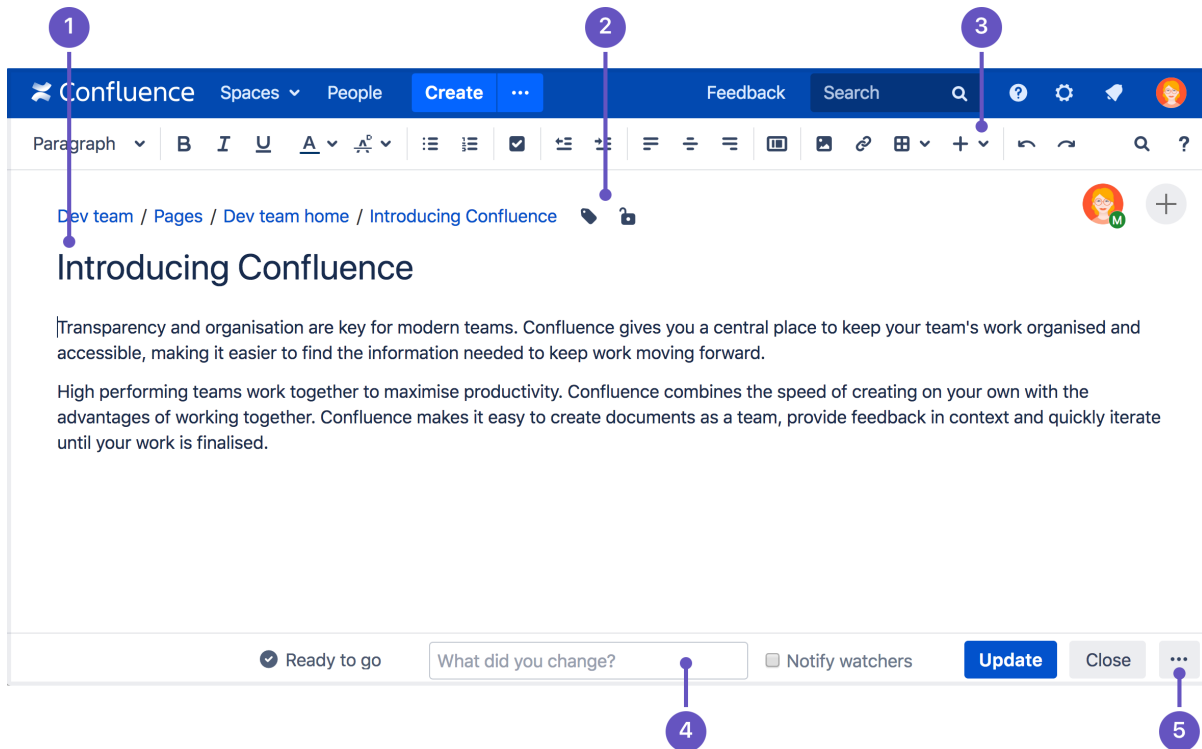 1 2 3
Confluence Spaces People Create ... Feedback Search
Paragraph B I U A
Dev team / Pages / Dev team home / Introducing Confluence
M
Introducing Confluence
Transparency and organisation are key for modern teams. Confluence gives you a central place to keep your team's work organised and
accessible, making it easier to find the information needed to keep work moving forward.
High performing teams work together to maximise productivity. Confluence combines the speed of creating on your own with the
advantages of working together. Confluence makes it easy to create documents as a team, provide feedback in context and quickly iterate
until your work is finalised.
Ready to go What did you change? Notify watchers Update Close ...
4 5